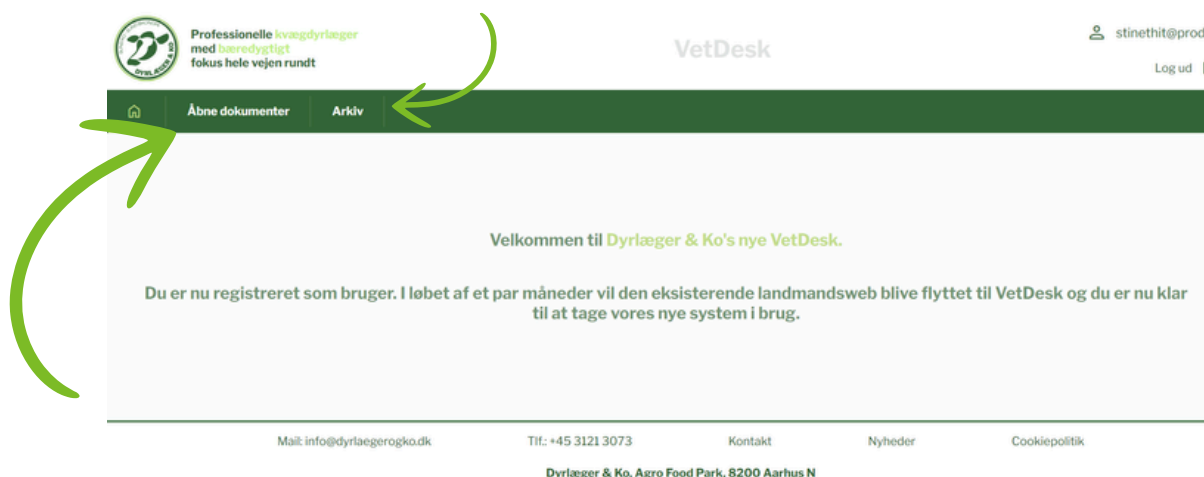 Professionelle kvægdyrlæger
med bæredygtigt
fokus hele vejen rundt
DYRLÆGER & KO
VetDesk
stinethit@prod
Log ud
Åbne dokumenter
Arkiv
Velkommen til Dyrlæger & Ko's nye VetDesk.
Du er nu registreret som bruger. I løbet af et par måneder vil den eksisterende landmandsweb blive flyttet til VetDesk og du er nu klar
til at tage vores nye system i brug.
Mail: info@dyrlaegerogko.dk
Tlf.: +45 3121 3073
Kontakt
Nyheder
Cookiepolitik
Dyrlæger & Ko, Agro Food Park, 8200 Aarhus N